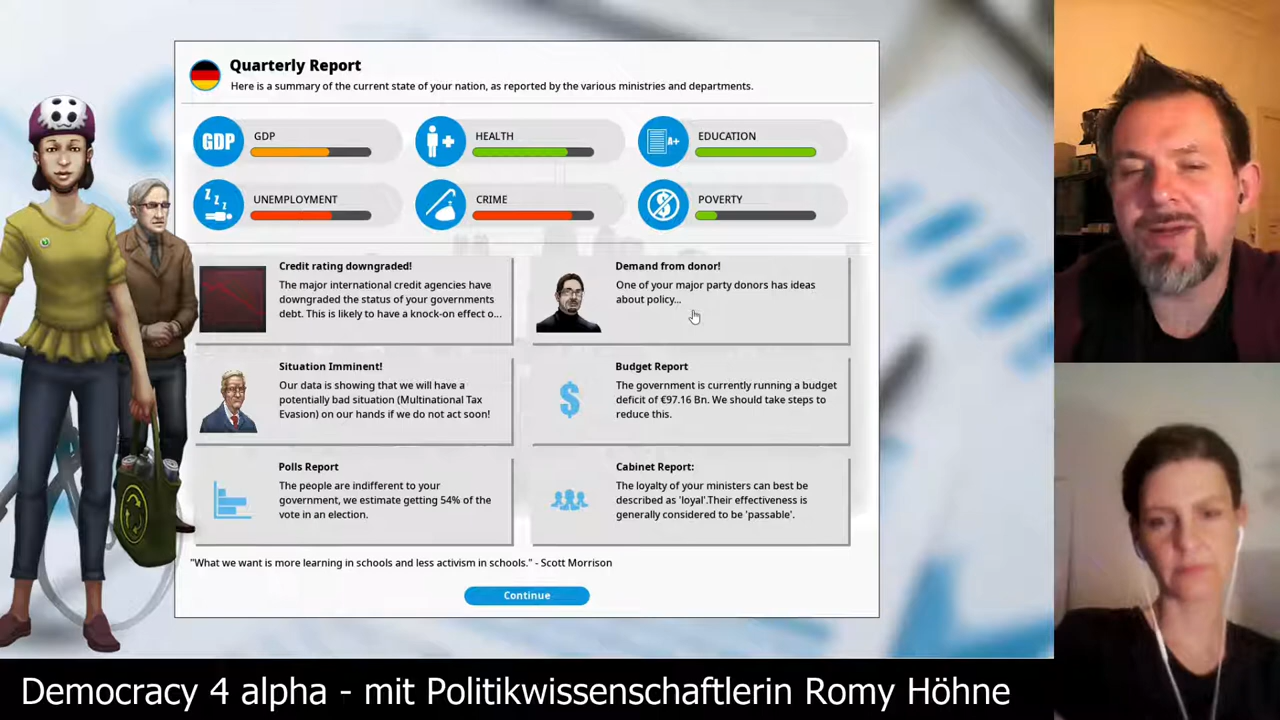 Quarterly Report
Here is a summary of the current state of your nation, as reported by the various ministries and departments.
GDP
GDP
HEALTH
A+
EDUCATION
Z Z Z
UNEMPLOYMENT
CRIME
$
POVERTY
Credit rating downgraded!
The major international credit agencies have
downgraded the status of your governments
debt. This is likely to have a knock-on effect o...
Demand from donor!
One of your major party donors has ideas
about policy...
Situation Imminent!
Our data is showing that we will have a
potentially bad situation (Multinational Tax
Evasion) on our hands if we do not act soon!
$
Budget Report
The government is currently running a budget
deficit of €97.16 Bn. We should take steps to
reduce this.
Polls Report
The people are indifferent to your
government, we estimate getting 54% of the
vote in an election.
Cabinet Report:
The loyalty of your ministers can best be
described as 'loyal'.Their effectiveness is
generally considered to be 'passable'.
"What we want is more learning in schools and less activism in schools." - Scott Morrison
Continue
Democracy 4 alpha - mit Politikwissenschaftlerin Romy Höhne